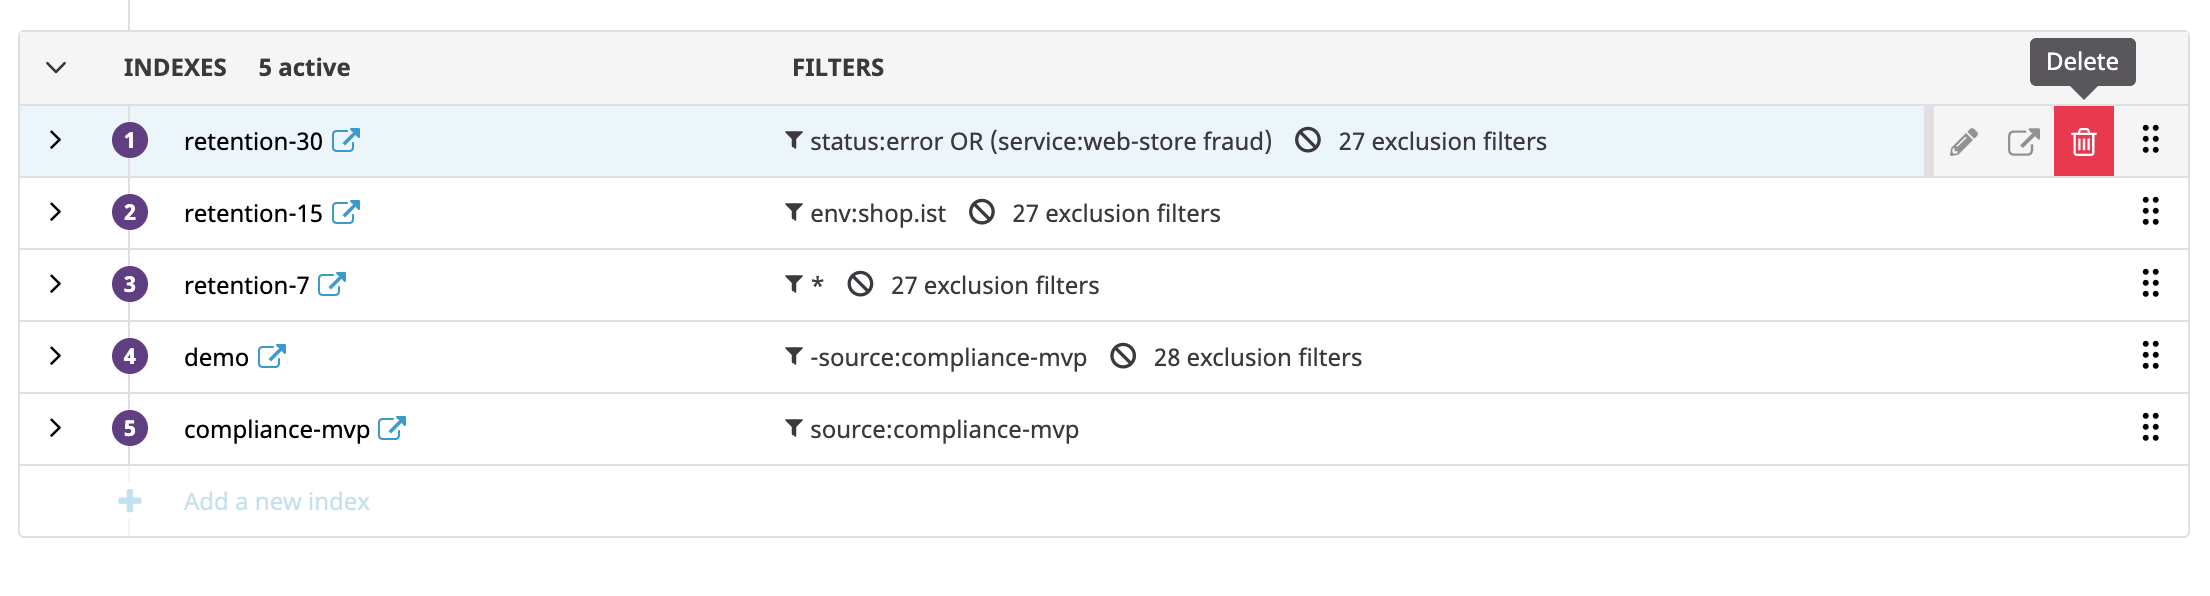 INDEXES 5 active FILTERS Delete
1 retention-30 status:error OR (service:web-store fraud) 27 exclusion filters
2 retention-15 env:shop.ist 27 exclusion filters
3 retention-7 * 27 exclusion filters
4 demo -source:compliance-mvp 28 exclusion filters
5 compliance-mvp source:compliance-mvp
Add a new index